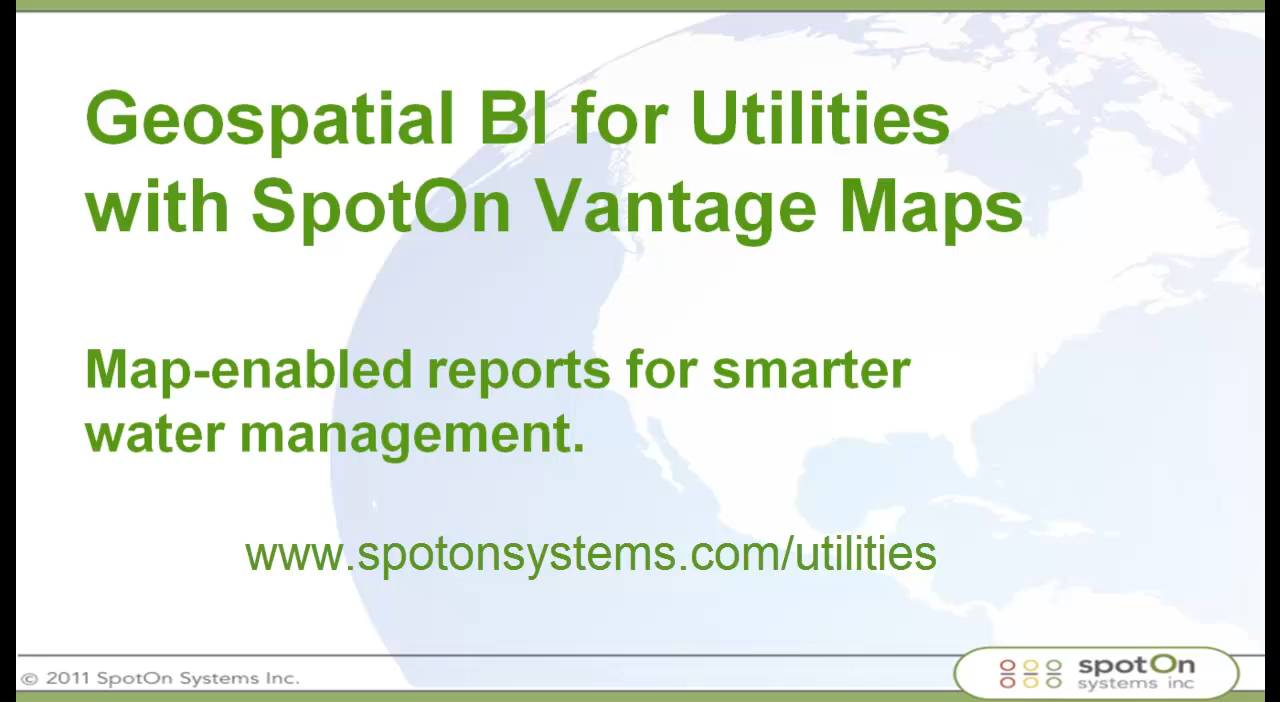 Geospatial BI for Utilities
with SpotOn Vantage Maps
Map-enabled reports for smarter
water management.
www.spotonsystems.com/utilities
© 2011 SpotOn Systems Inc.
spotOn
systems inc